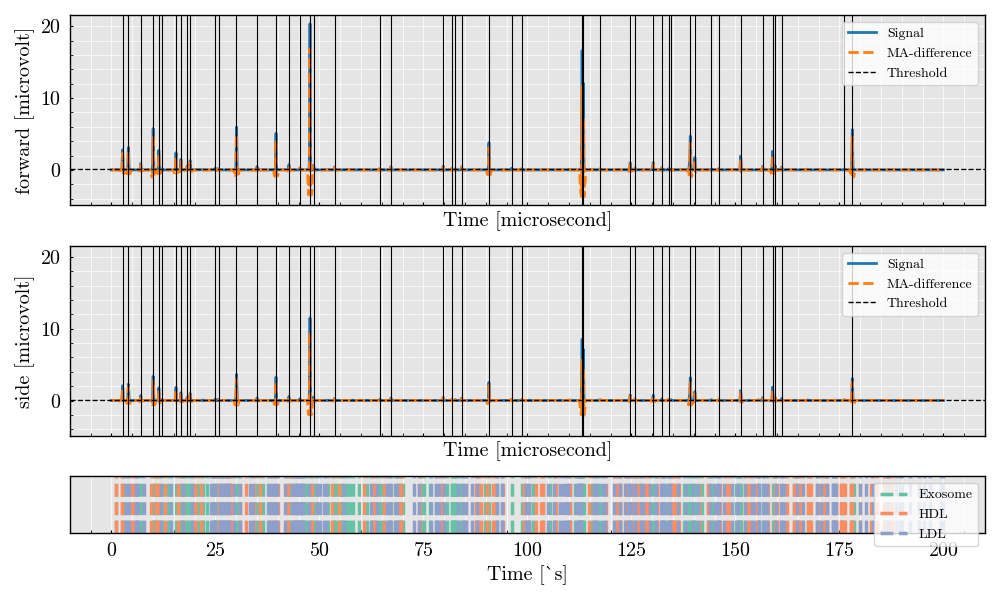 20
10
0
forward [microvolt]
Signal
MA-difference
Threshold
Time [microsecond]
20
10
0
side [microvolt]
Signal
MA-difference
Threshold
Time [microsecond]
Exosome
HDL
LDL
0 25 50 75 100 125 150 175 200
Time [`s]